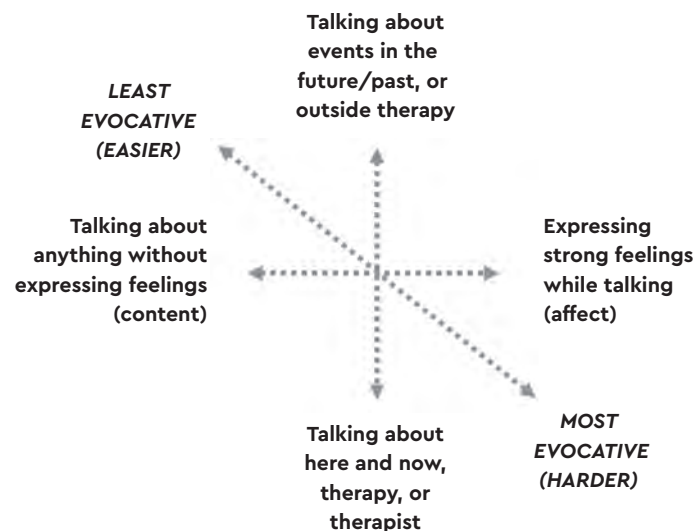 Talking about
events in the
future/past, or
outside therapy
LEAST
EVOCATIVE
(EASIER)
Talking about
anything without
expressing feelings
(content)
Expressing
strong feelings
while talking
(affect)
Talking about
here and now,
therapy, or
therapist
MOST
EVOCATIVE
(HARDER)